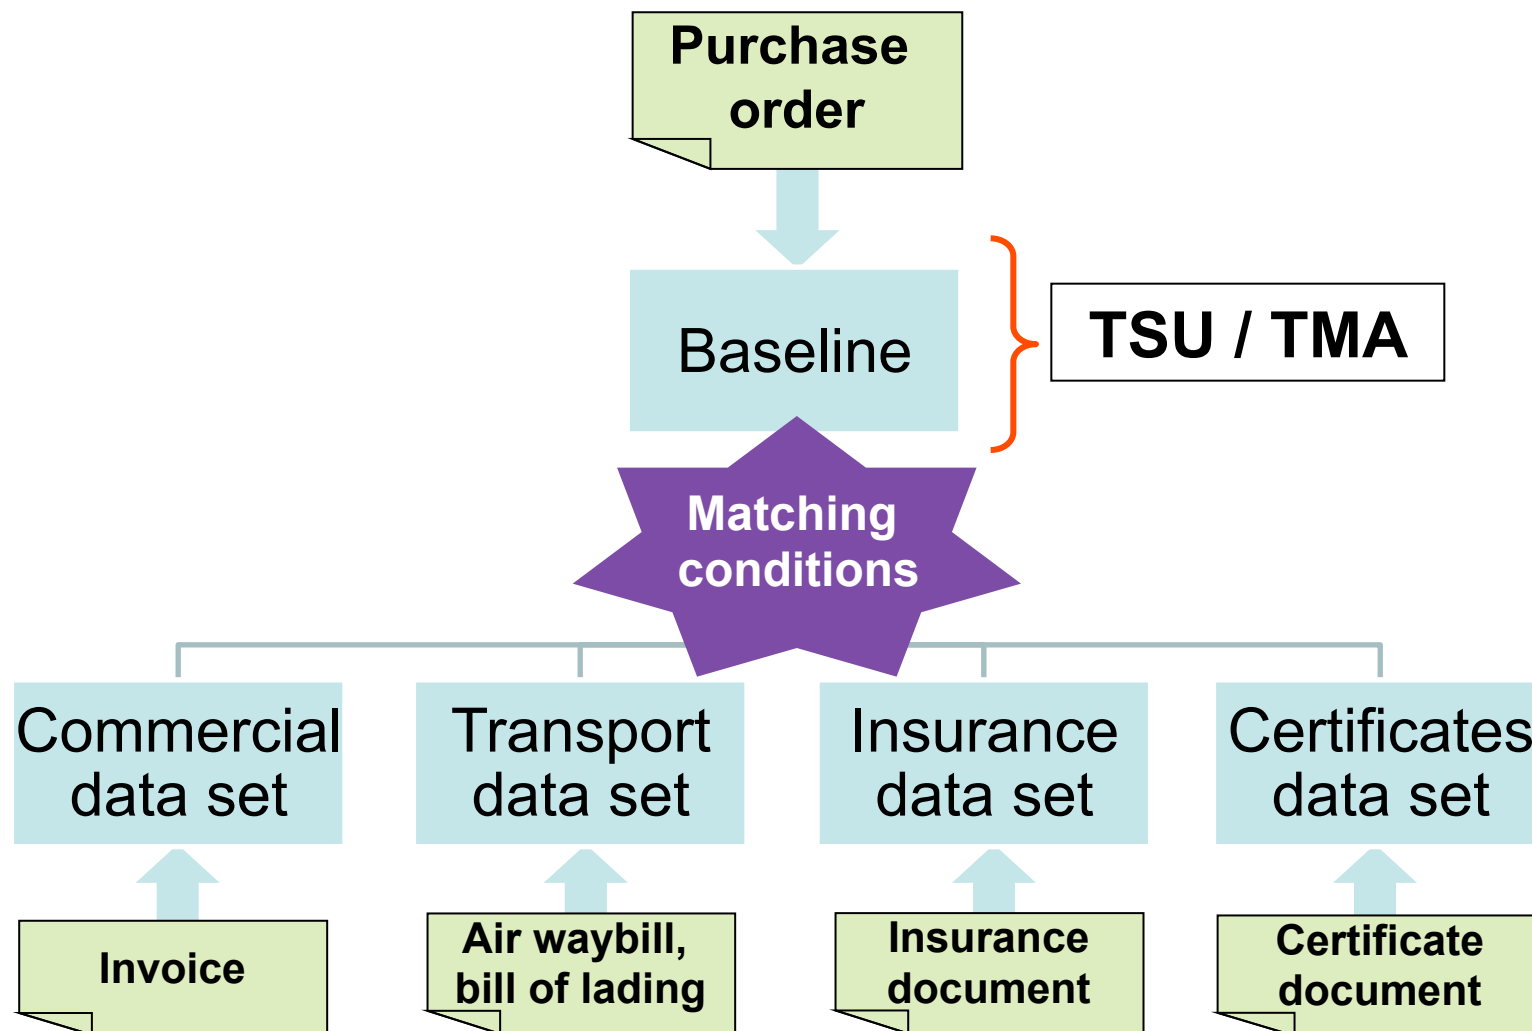 Purchase
order
Baseline
TSU / TMA
Matching
conditions
Commercial
data set
Transport
data set
Insurance
data set
Certificates
data set
Invoice
Air waybill,
bill of lading
Insurance
document
Certificate
document